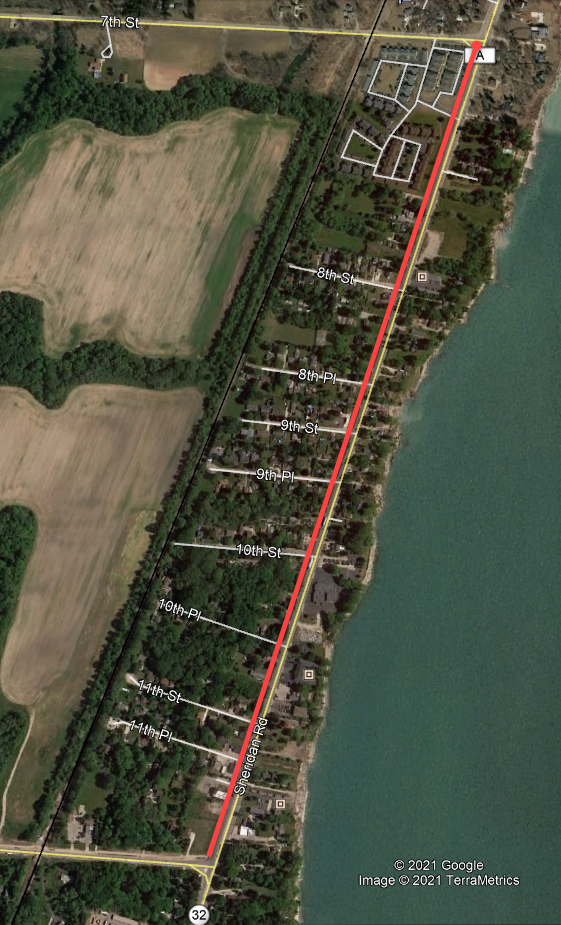 7th St
A
8th St
8th Pl
9th St
9th Pl
10th St
10th Pl
11th St
11th Pl
Sheridan Rd
32
© 2021 Google
Image © 2021 TerraMetrics